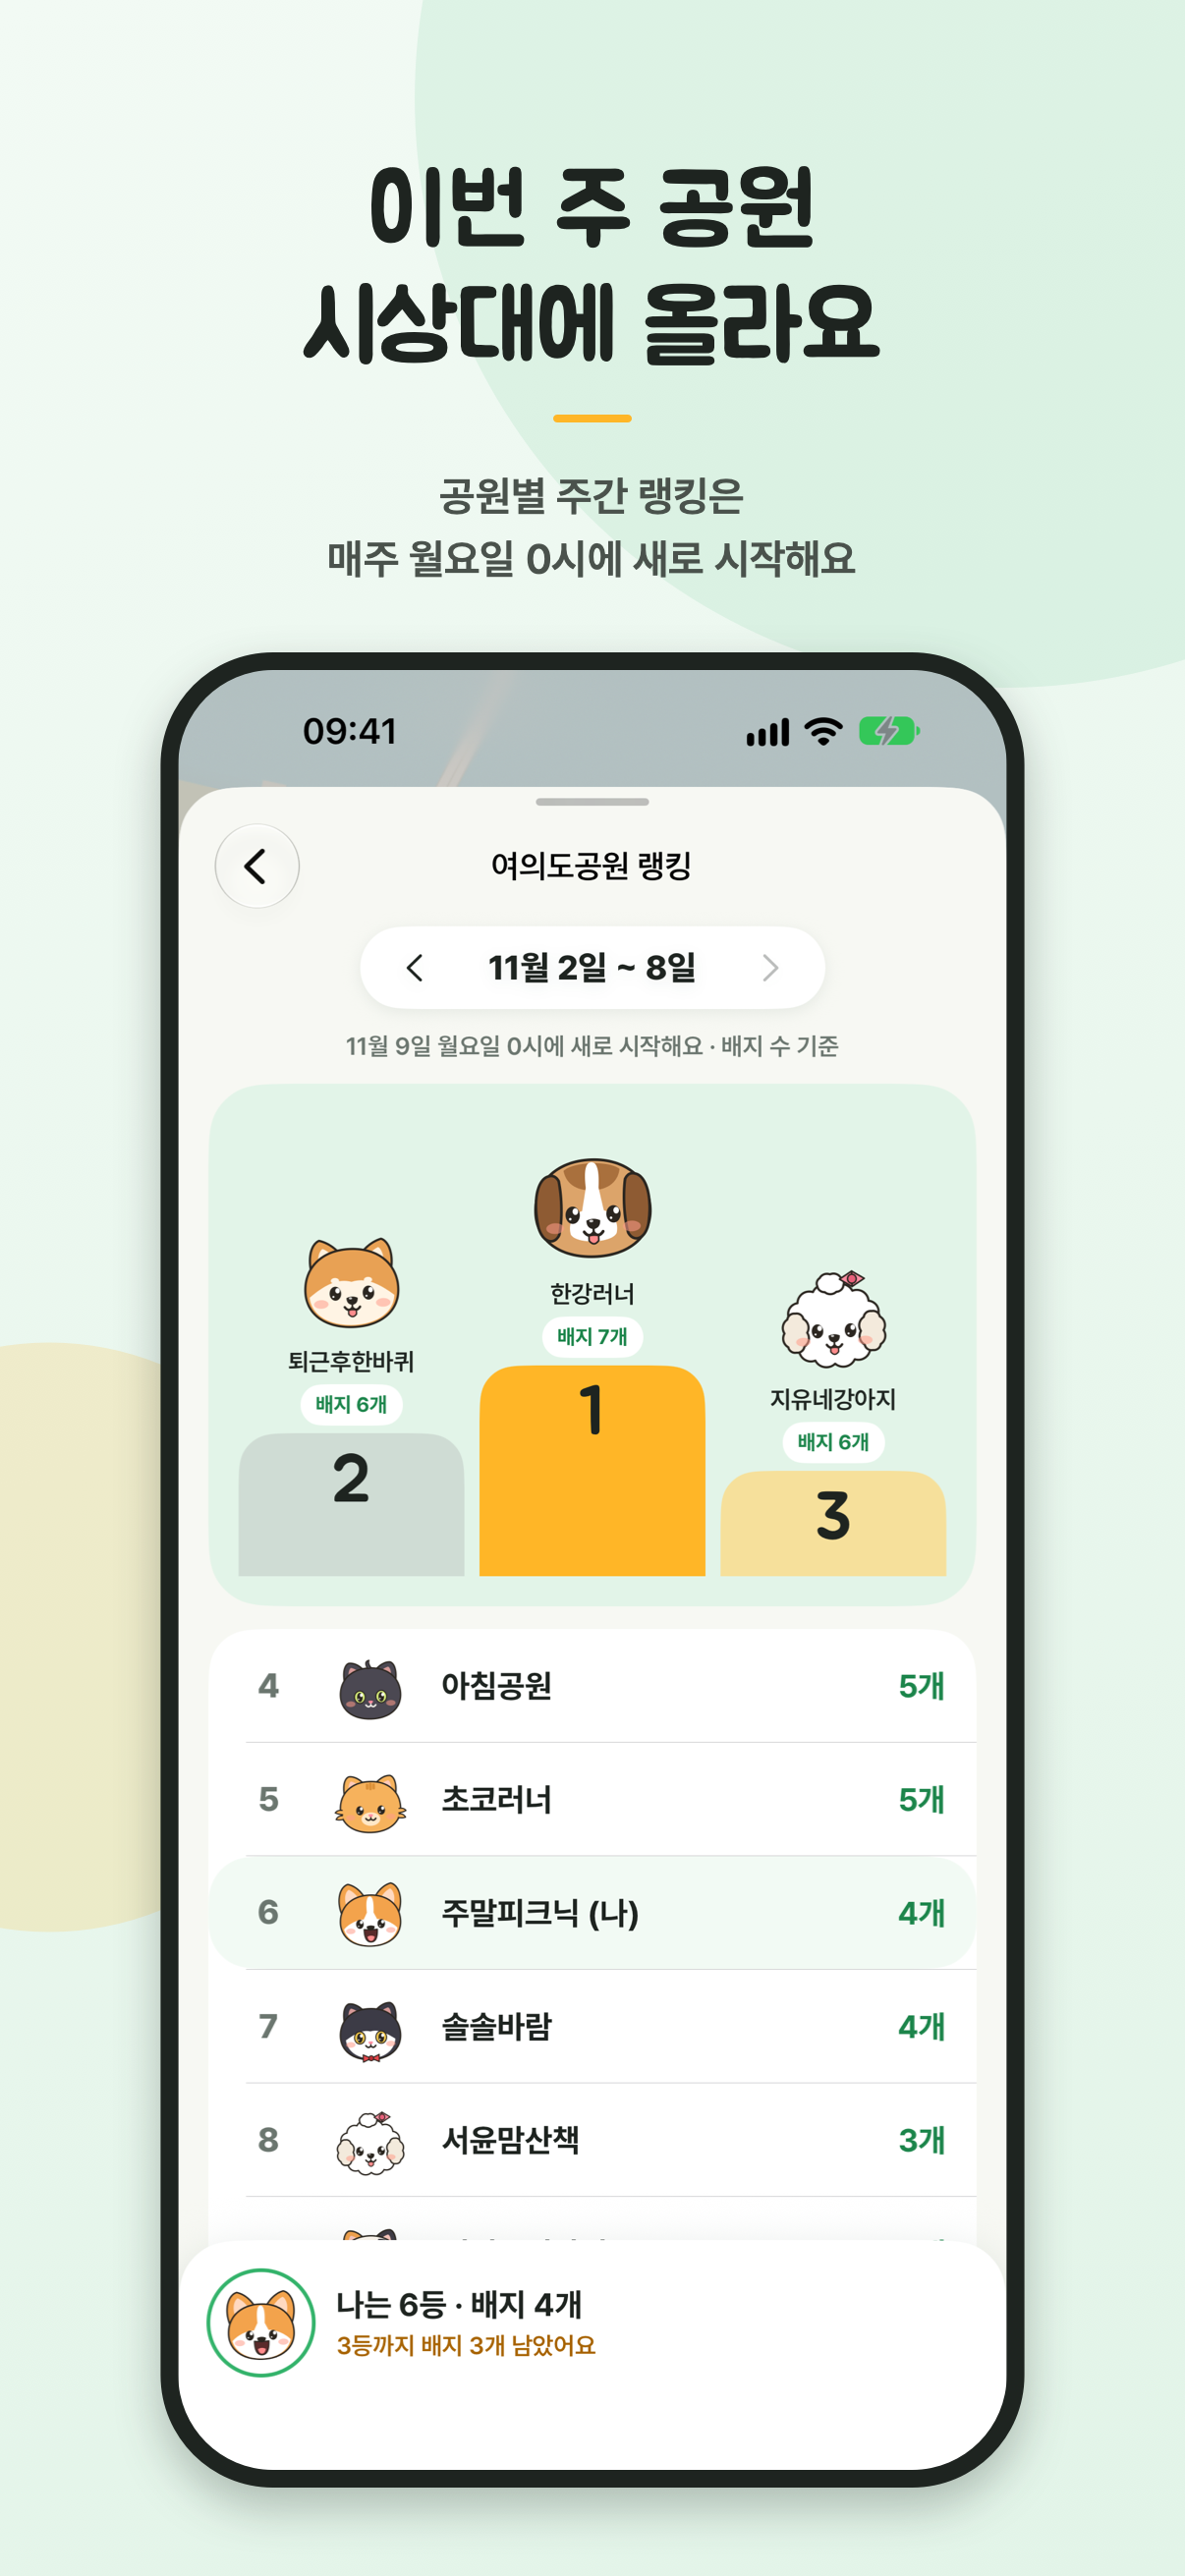 이번 주 공원
시상대에 올라요
공원별 주간 랭킹은
매주 월요일 0시에 새로 시작해요
09:41
여의도공원 랭킹
11월 2일 ~ 8일
11월 9일 월요일 0시에 새로 시작해요 · 배지 수 기준
한강러너
배지 7개
1
퇴근후한바퀴
배지 6개
2
지유네강아지
배지 6개
3
4 아침공원 5개
5 초코러너 5개
6 주말피크닉 (나) 4개
7 솔솔바람 4개
8 서윤맘산책 3개
나는 6등 · 배지 4개
3등까지 배지 3개 남았어요